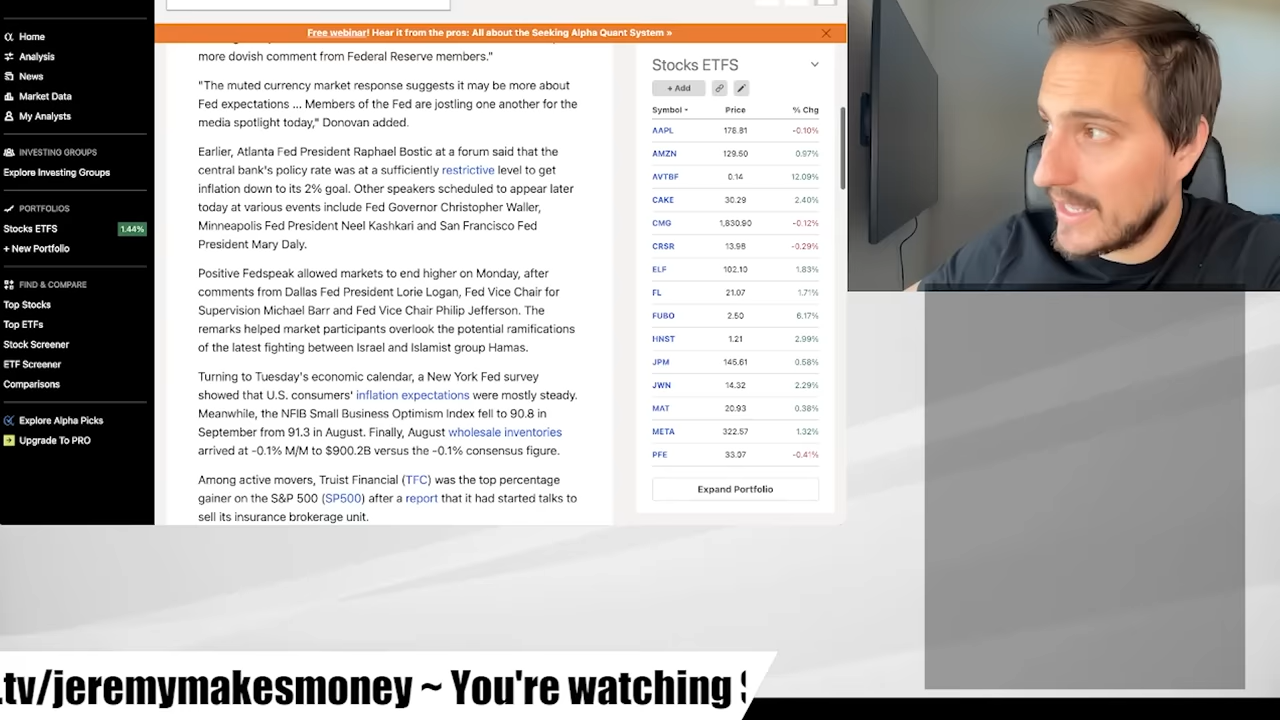 Free webinar! Hear it from the pros: All about the Seeking Alpha Quant System »
Home
Analysis
News
Market Data
My Analysts
INVESTING GROUPS
Explore Investing Groups
PORTFOLIOS
Stocks ETFS 1.44%
+ New Portfolio
FIND & COMPARE
Top Stocks
Top ETFs
Stock Screener
ETF Screener
Comparisons
Explore Alpha Picks
Upgrade To PRO
more dovish comment from Federal Reserve members."
"The muted currency market response suggests it may be more about
Fed expectations ... Members of the Fed are jostling one another for the
media spotlight today," Donovan added.
Earlier, Atlanta Fed President Raphael Bostic at a forum said that the
central bank's policy rate was at a sufficiently restrictive level to get
inflation down to its 2% goal. Other speakers scheduled to appear later
today at various events include Fed Governor Christopher Waller,
Minneapolis Fed President Neel Kashkari and San Francisco Fed
President Mary Daly.
Positive Fedspeak allowed markets to end higher on Monday, after
comments from Dallas Fed President Lorie Logan, Fed Vice Chair for
Supervision Michael Barr and Fed Vice Chair Philip Jefferson. The
remarks helped market participants overlook the potential ramifications
of the latest fighting between Israel and Islamist group Hamas.
Turning to Tuesday's economic calendar, a New York Fed survey
showed that U.S. consumers' inflation expectations were mostly steady.
Meanwhile, the NFIB Small Business Optimism Index fell to 90.8 in
September from 91.3 in August. Finally, August wholesale inventories
arrived at -0.1% M/M to $900.2B versus the -0.1% consensus figure.
Among active movers, Truist Financial (TFC) was the top percentage
gainer on the S&P 500 (SP500) after a report that it had started talks to
sell its insurance brokerage unit.
Stocks ETFS
+ Add
Symbol Price % Chg
AAPL 178.81 -0.10%
AMZN 129.50 0.97%
AVTBF 0.14 12.09%
CAKE 30.29 2.40%
CMG 1,830.90 -0.12%
CRSR 13.98 -0.29%
ELF 102.10 1.83%
FL 21.07 1.71%
FUBO 2.50 6.17%
HNST 1.21 2.99%
JPM 145.61 0.58%
JWN 14.32 2.29%
MAT 20.93 0.38%
META 322.57 1.32%
PFE 33.07 -0.41%
Expand Portfolio
.tv/jeremymakesmoney ~ You're watching